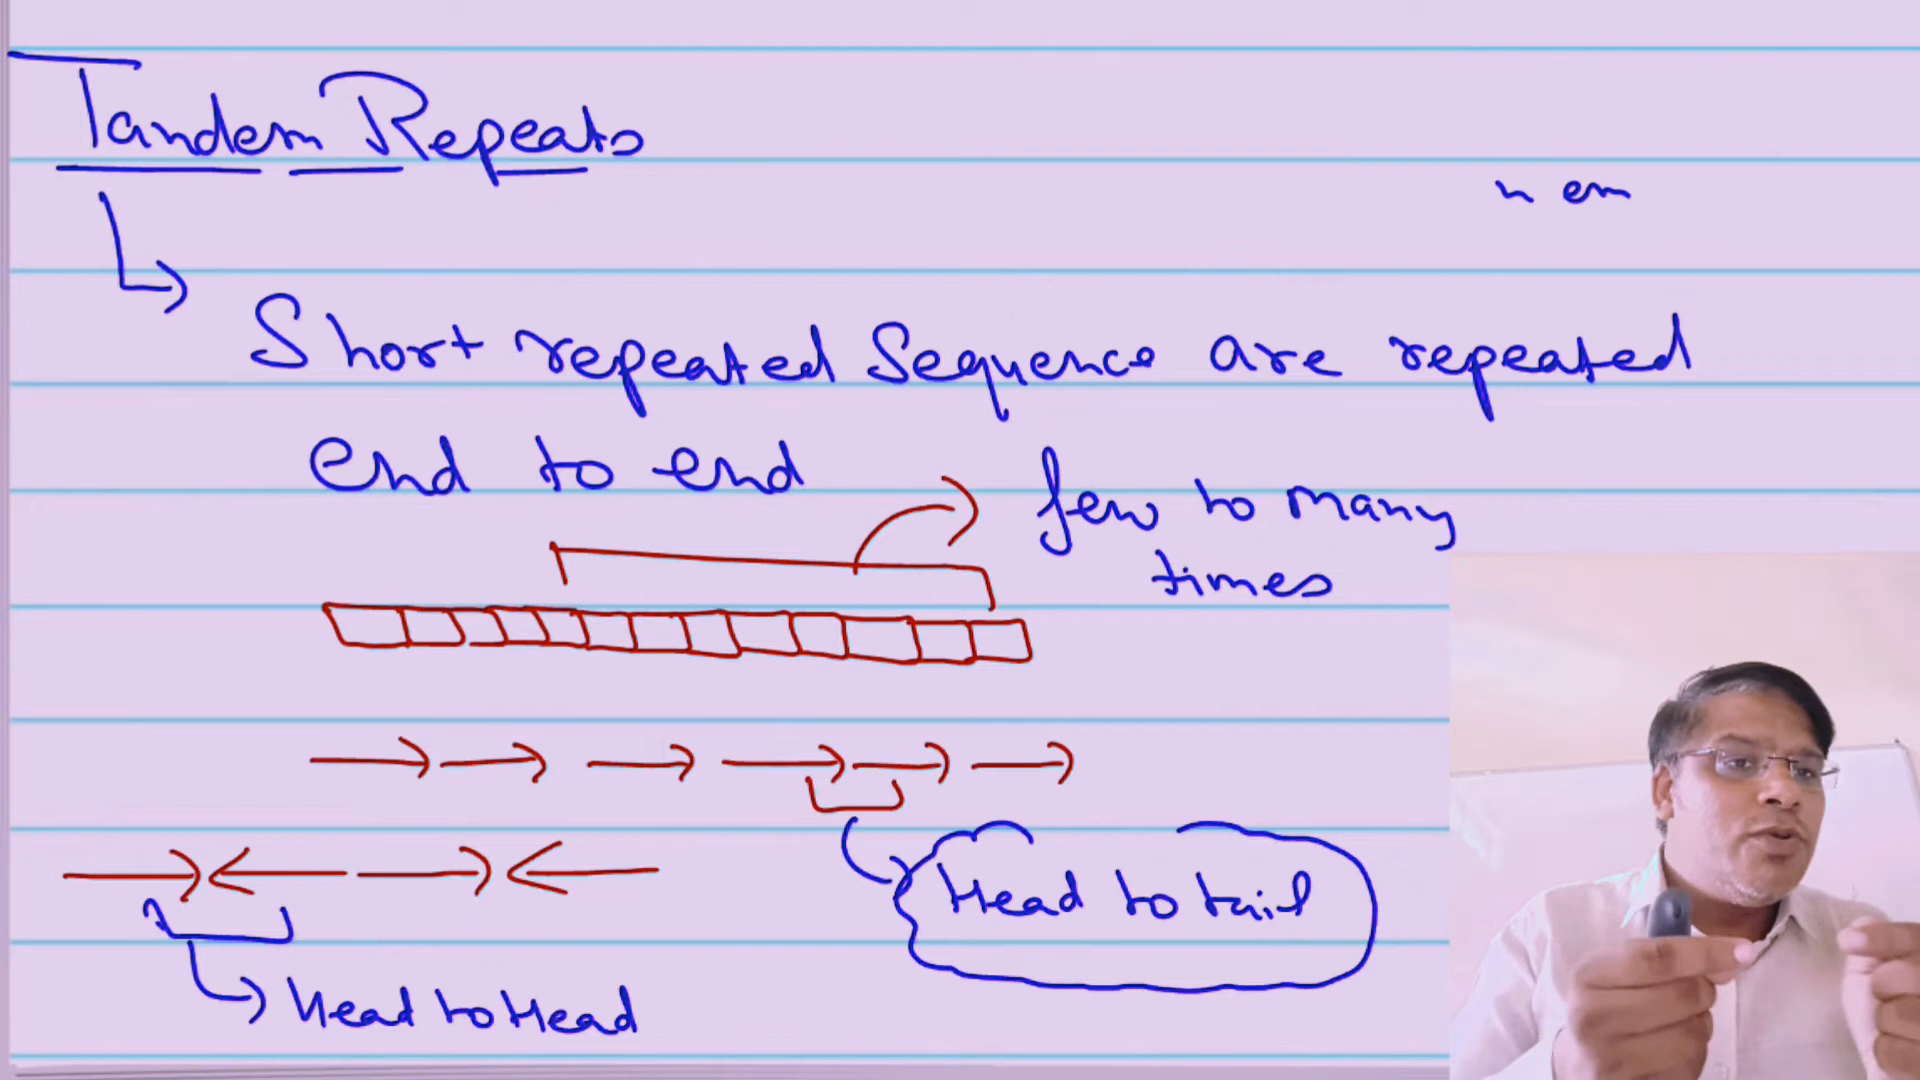 Tandem Repeats
n em
Short repeated Sequence are repeated
end to end
few to many
times
Head to tail
Head to Head